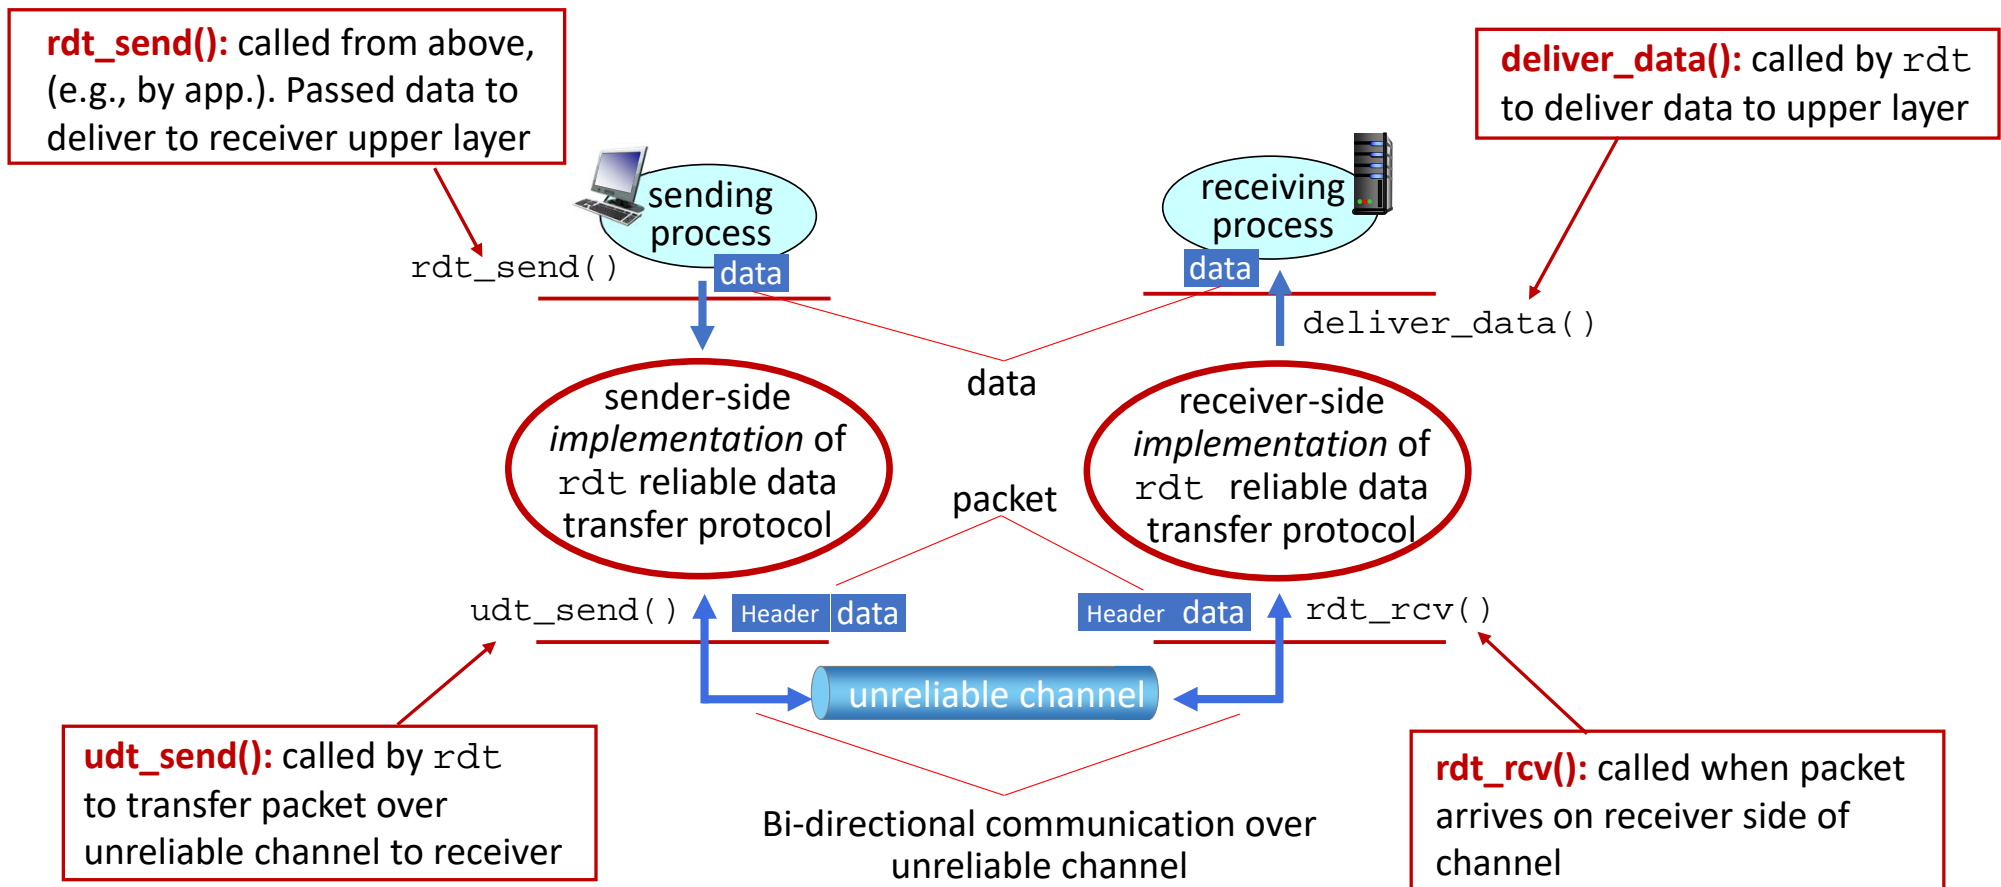 rdt_send(): called from above,
(e.g., by app.). Passed data to
deliver to receiver upper layer
deliver_data(): called by rdt
to deliver data to upper layer
sending
process
receiving
process
rdt_send()
data
data
deliver_data()
data
sender-side
implementation of
rdt reliable data
transfer protocol
receiver-side
implementation of
rdt reliable data
transfer protocol
packet
udt_send()
Header data
Header data
rdt_rcv()
unreliable channel
udt_send(): called by rdt
to transfer packet over
unreliable channel to receiver
Bi-directional communication over
unreliable channel
rdt_rcv(): called when packet
arrives on receiver side of
channel